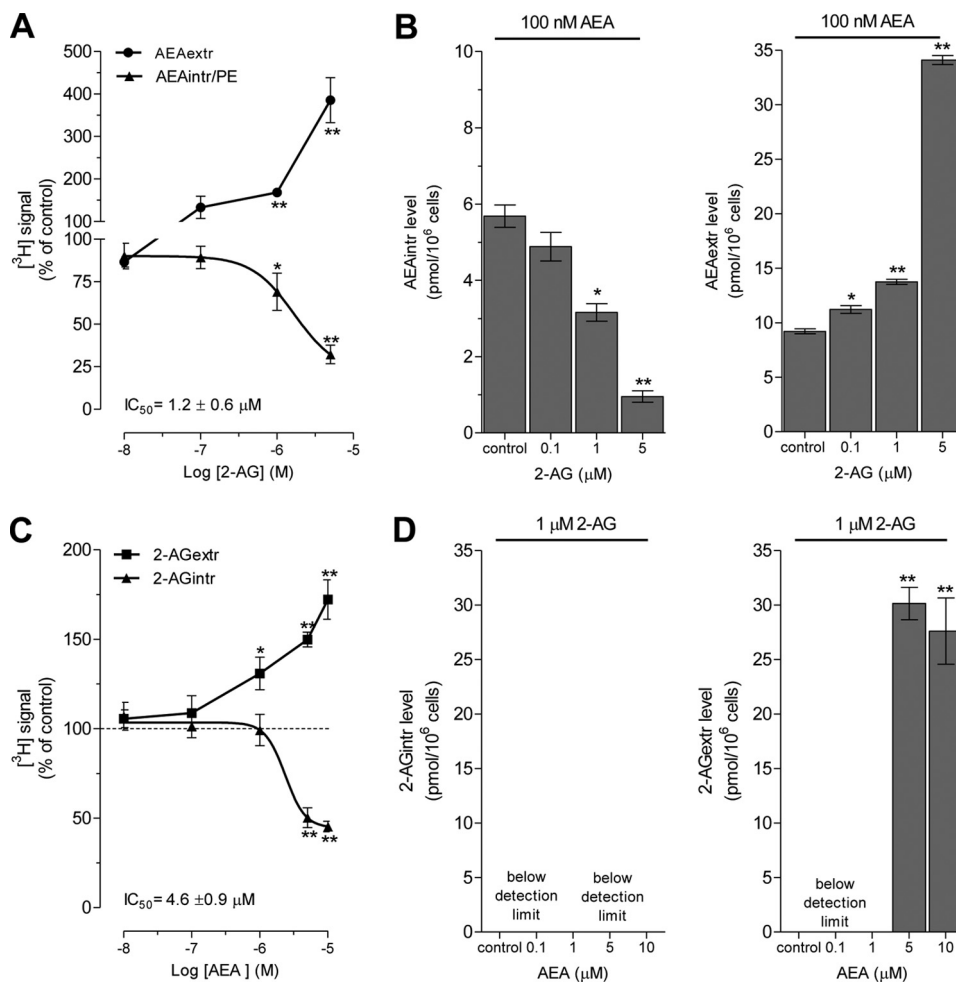 A
500
400
300
200
100
100
75
50
25
0
[³H] signal
(% of control)
AEAextr
AEAintr/PE
**
**
*
**
IC₅₀= 1.2 ± 0.6 µM
-8
-7
-6
-5
Log [2-AG] (M)
B
100 nM AEA
10
8
6
4
2
0
AEAintr level
(pmol/10⁶ cells)
*
**
control
0.1
1
5
2-AG (µM)
100 nM AEA
35
30
25
20
15
10
5
0
AEAextr level
(pmol/10⁶ cells)
*
**
**
control
0.1
1
5
2-AG (µM)
C
200
150
100
50
0
[³H] signal
(% of control)
2-AGextr
2-AGintr
*
**
**
**
**
IC₅₀= 4.6 ±0.9 µM
-8
-7
-6
-5
Log [AEA ] (M)
D
1 µM 2-AG
35
30
25
20
15
10
5
0
2-AGintr level
(pmol/10⁶ cells)
below
detection
limit
below
detection
limit
control
0.1
1
5
10
AEA
(µM)
1 µM 2-AG
35
30
25
20
15
10
5
0
2-AGextr level
(pmol/10⁶ cells)
below
detection
limit
**
**
control
0.1
1
5
10
AEA
(µM)